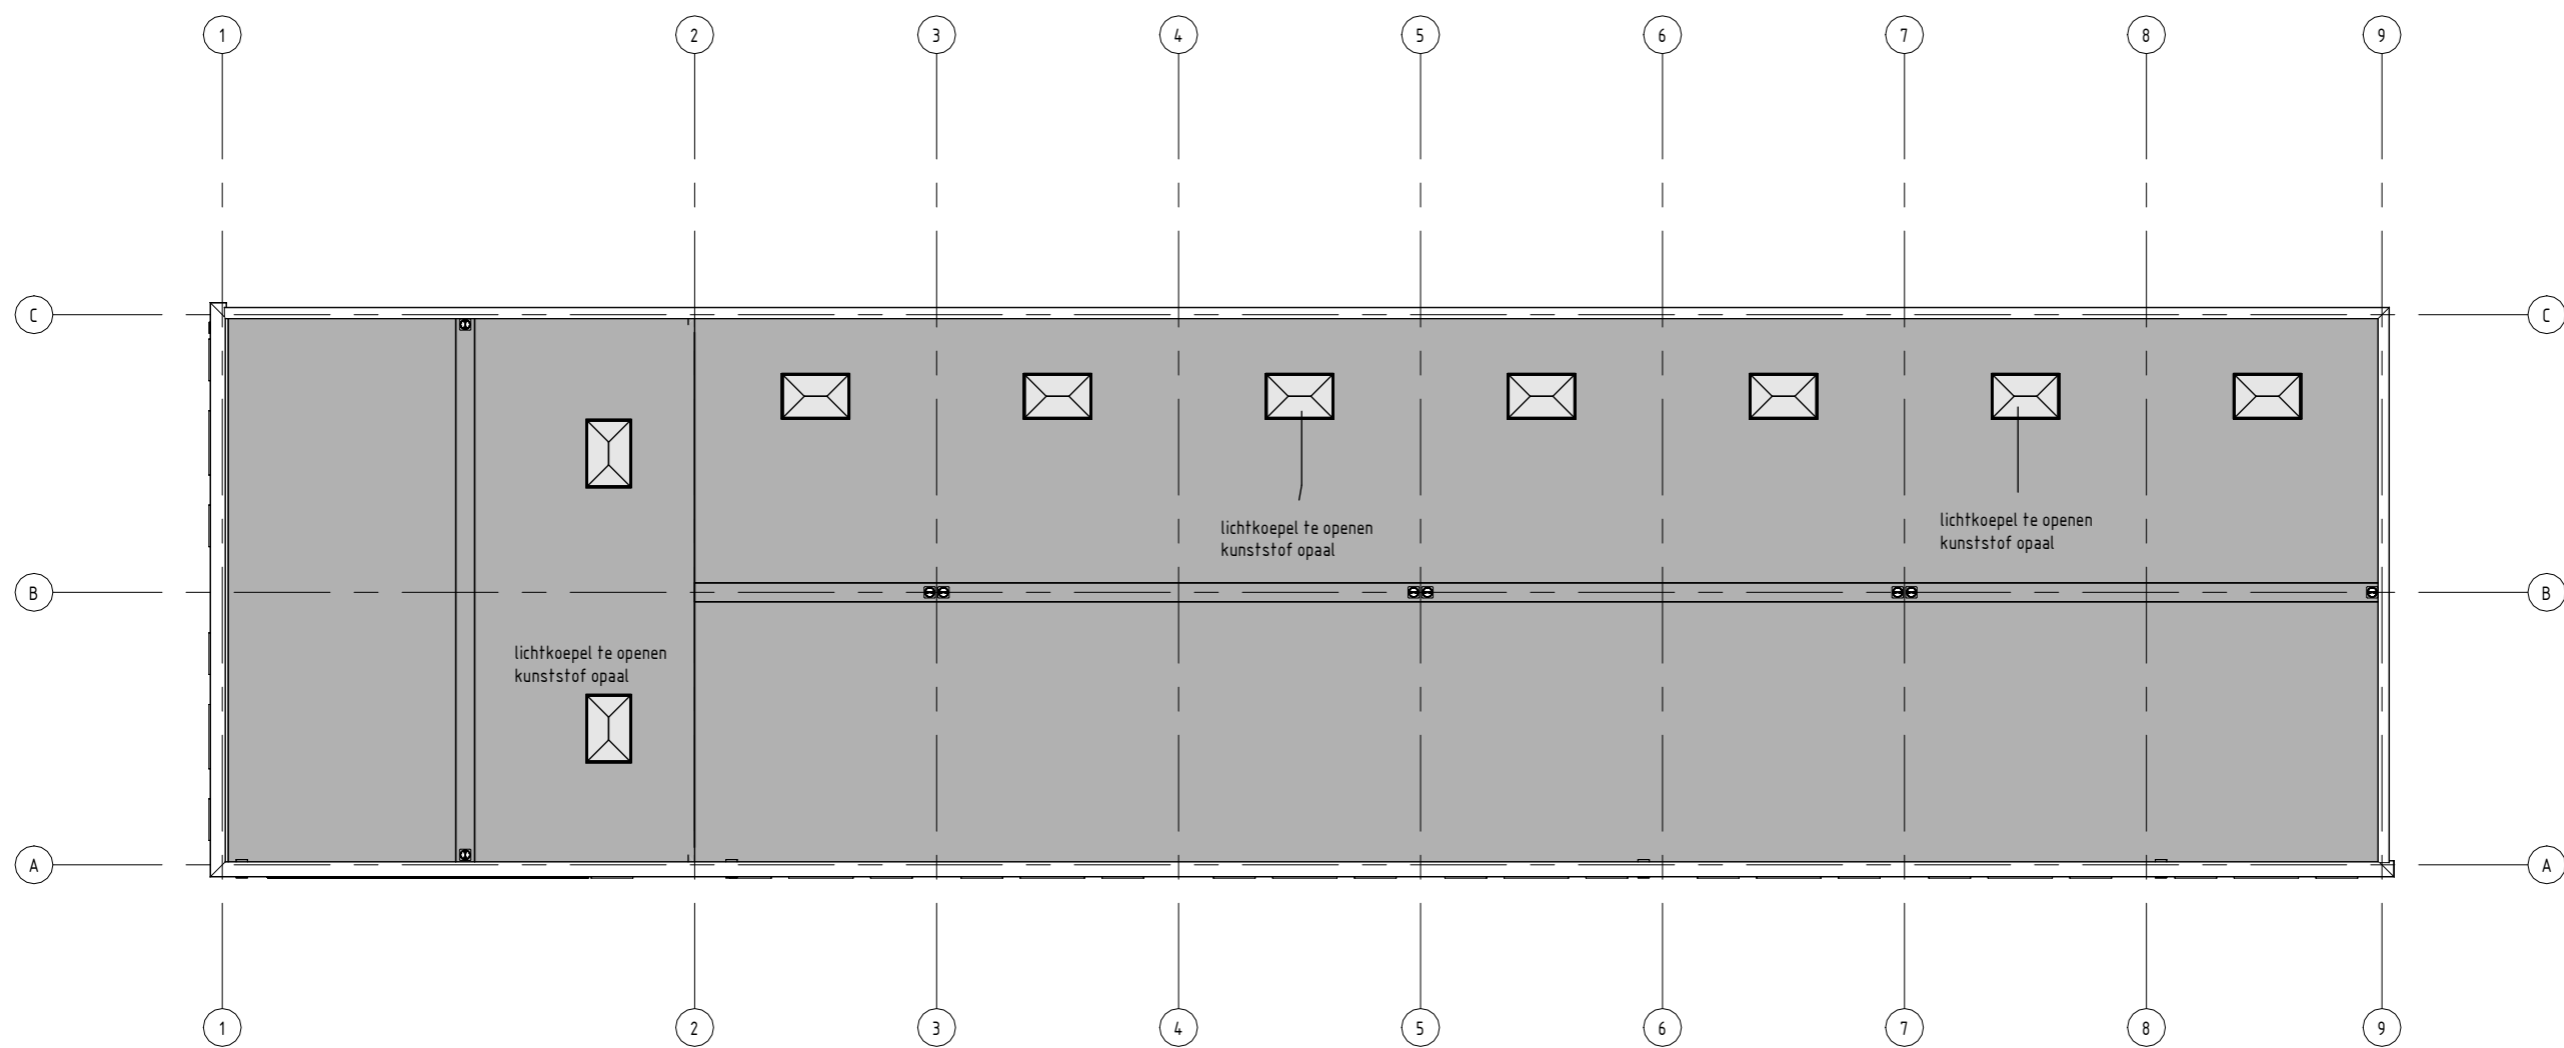 1 2 3 4 5 6 7 8 9
C C
lichtkoepel te openen
kunststof opaal
lichtkoepel te openen
kunststof opaal
B B
lichtkoepel te openen
kunststof opaal
A A
1 2 3 4 5 6 7 8 9